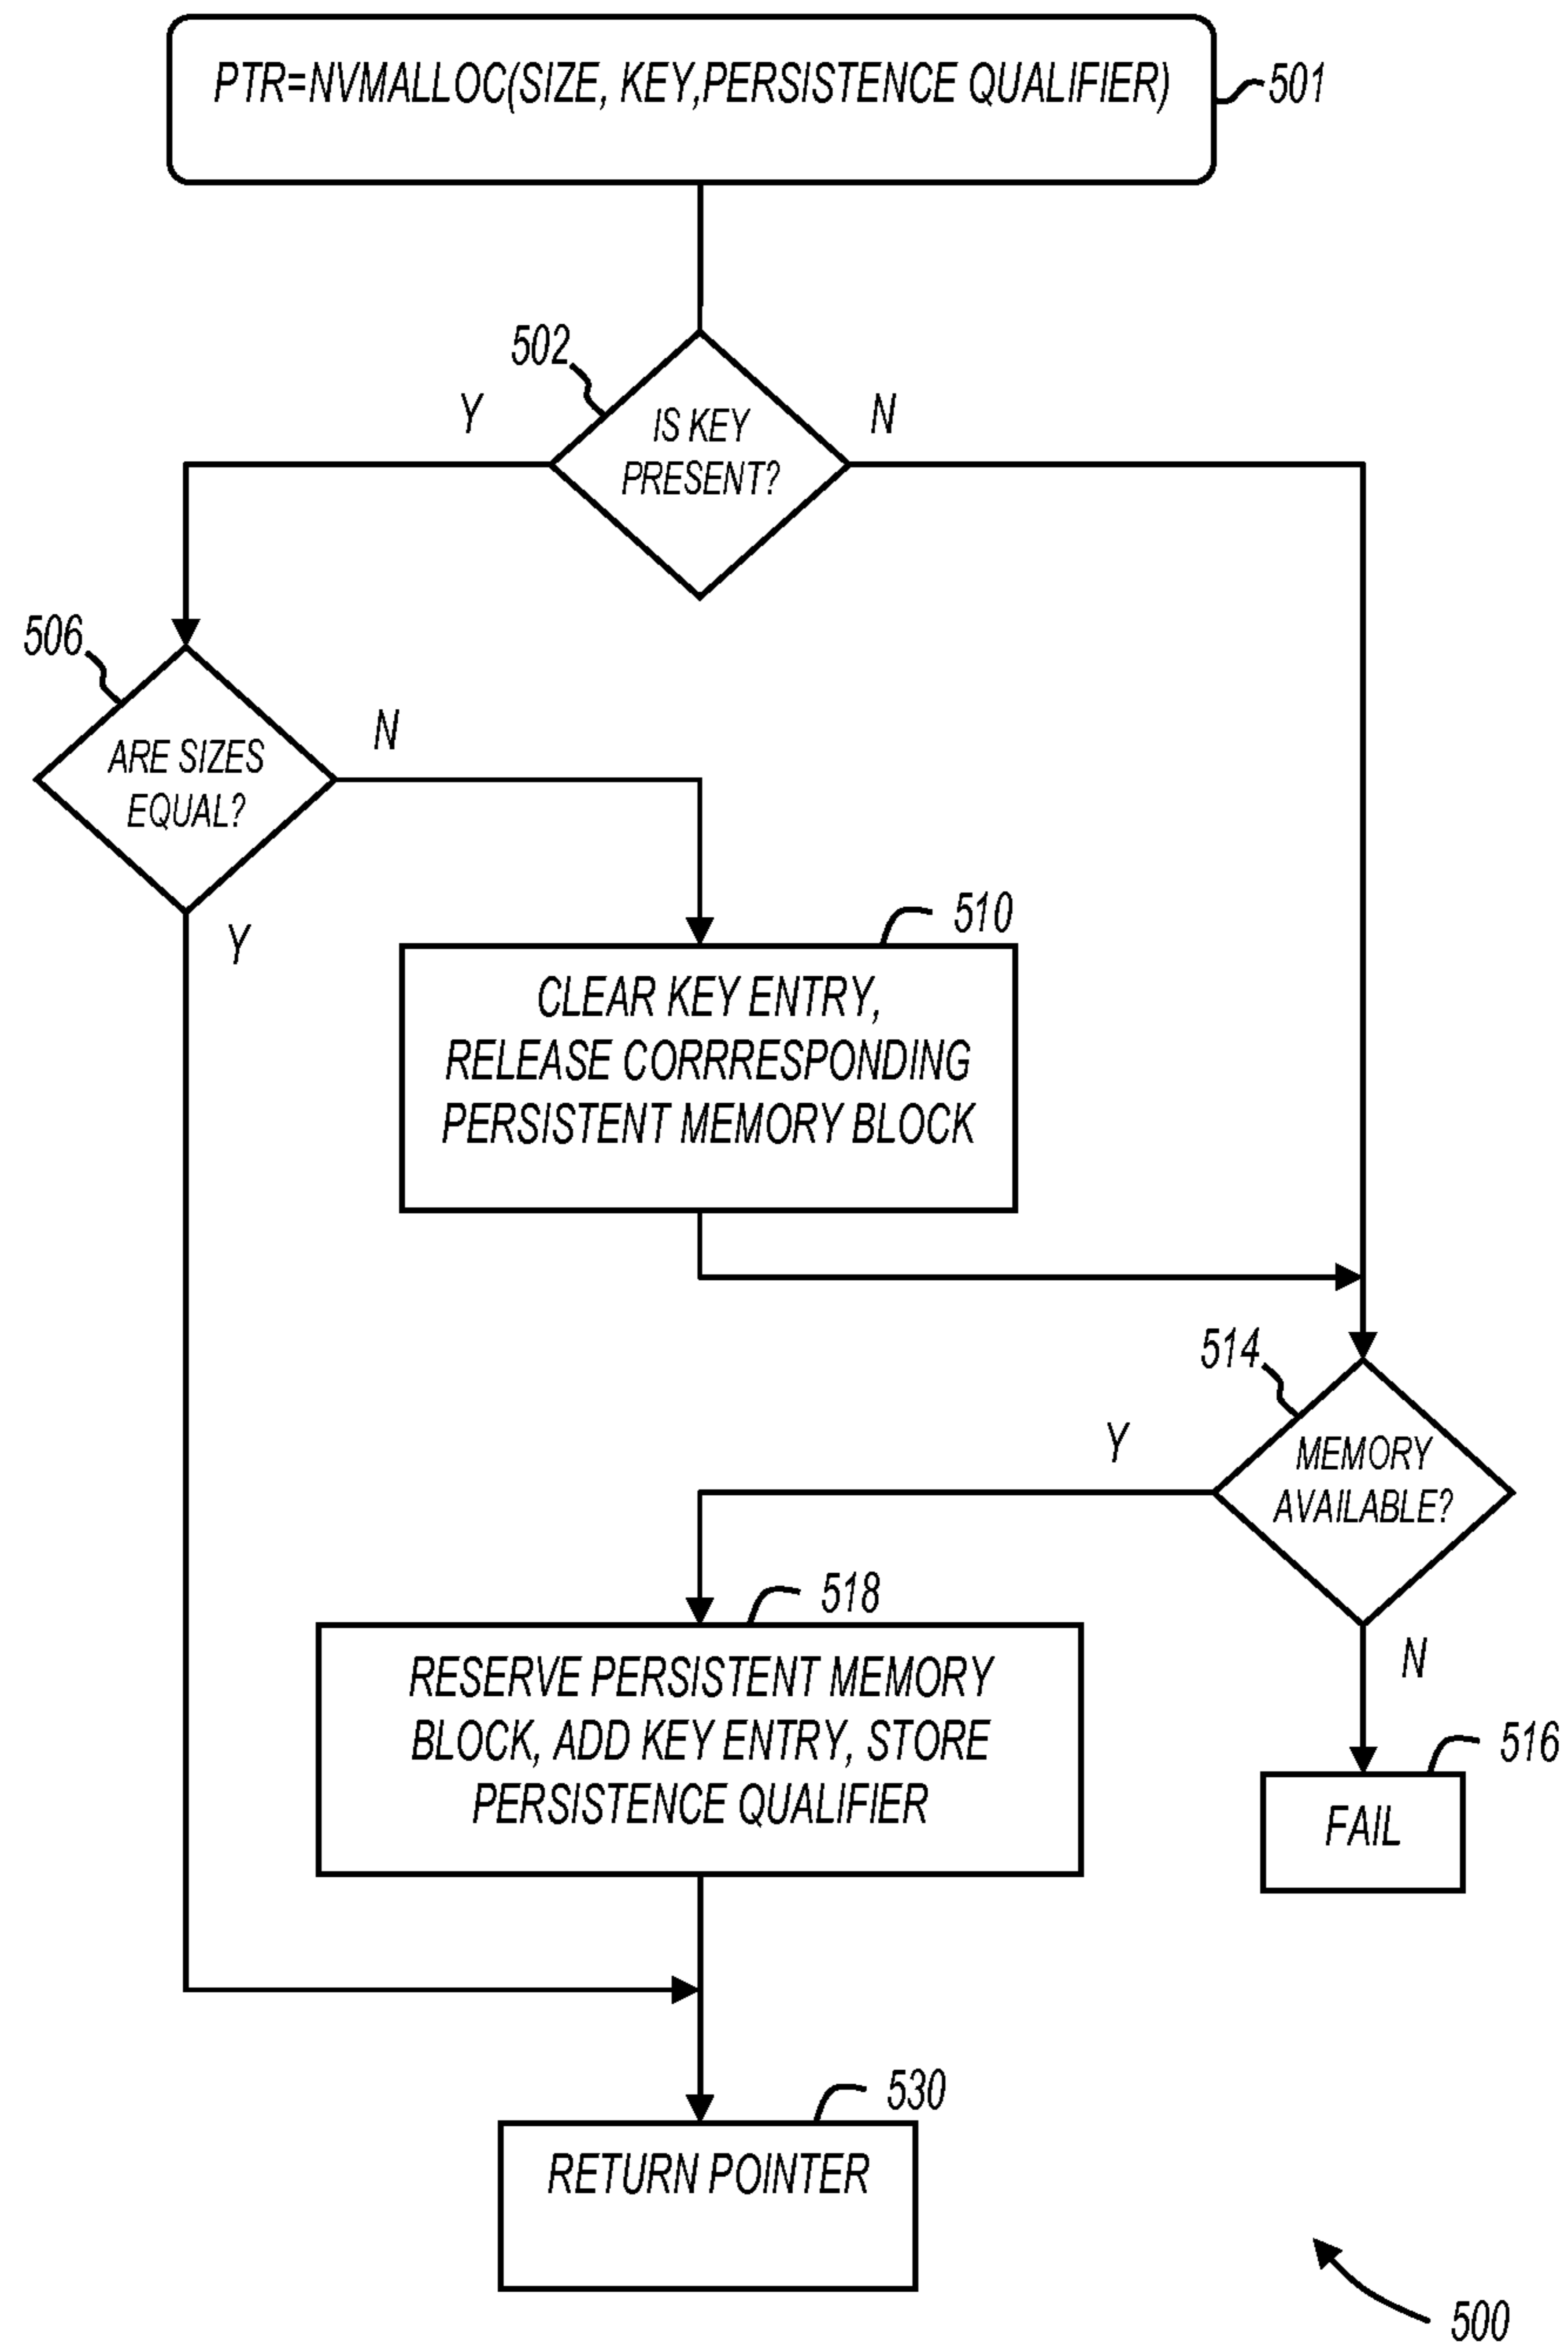 PTR=NVMALLOC(SIZE, KEY,PERSISTENCE QUALIFIER)
501
502
Y
N
IS KEY
PRESENT?
506
N
ARE SIZES
EQUAL?
Y
510
CLEAR KEY ENTRY,
RELEASE CORRRESPONDING
PERSISTENT MEMORY BLOCK
514
Y
MEMORY
AVAILABLE?
N
518
RESERVE PERSISTENT MEMORY
BLOCK, ADD KEY ENTRY, STORE
PERSISTENCE QUALIFIER
516
FAIL
530
RETURN POINTER
500